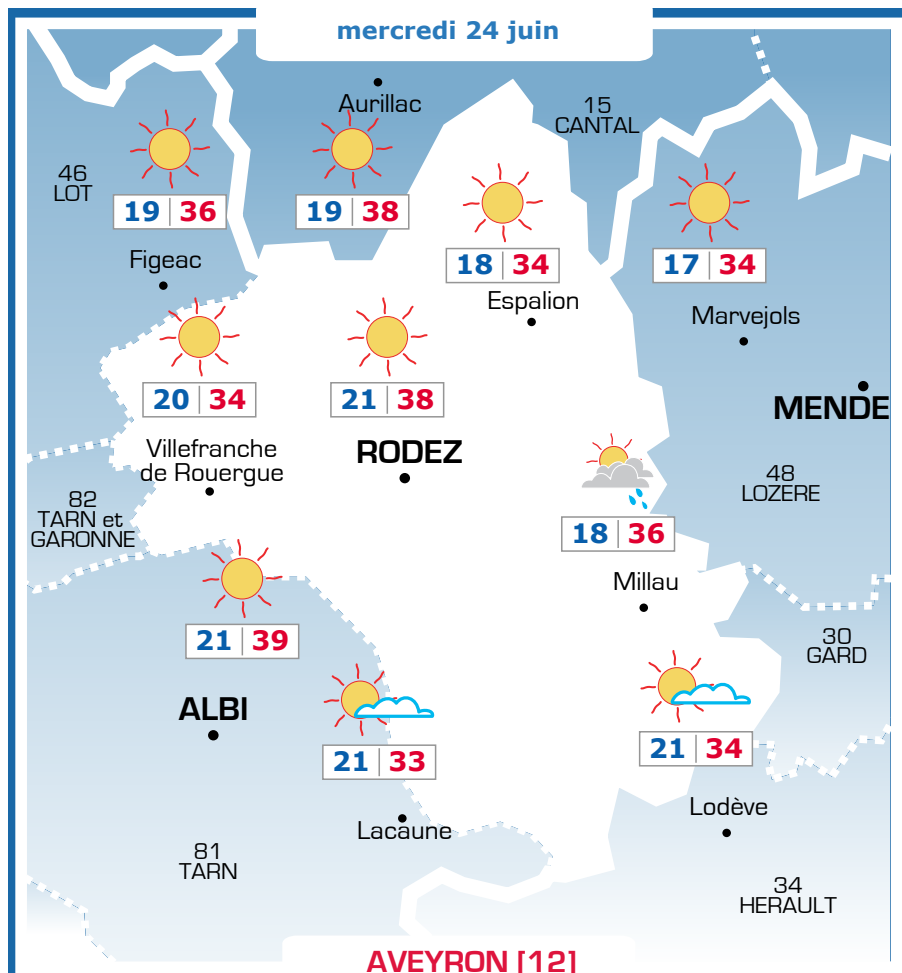 mercredi 24 juin
Aurillac
15
CANTAL
46
LOT
19 36
19 38
18 34
17 34
Figeac
Espalion
Marvejols
20 34
21 38
MENDE
Villefranche
de Rouergue
RODEZ
48
LOZERE
82
TARN et
GARONNE
18 36
Millau
21 39
30
GARD
ALBI
21 33
21 34
Lodève
Lacaune
81
TARN
34
HERAULT
AVEYRON [12]